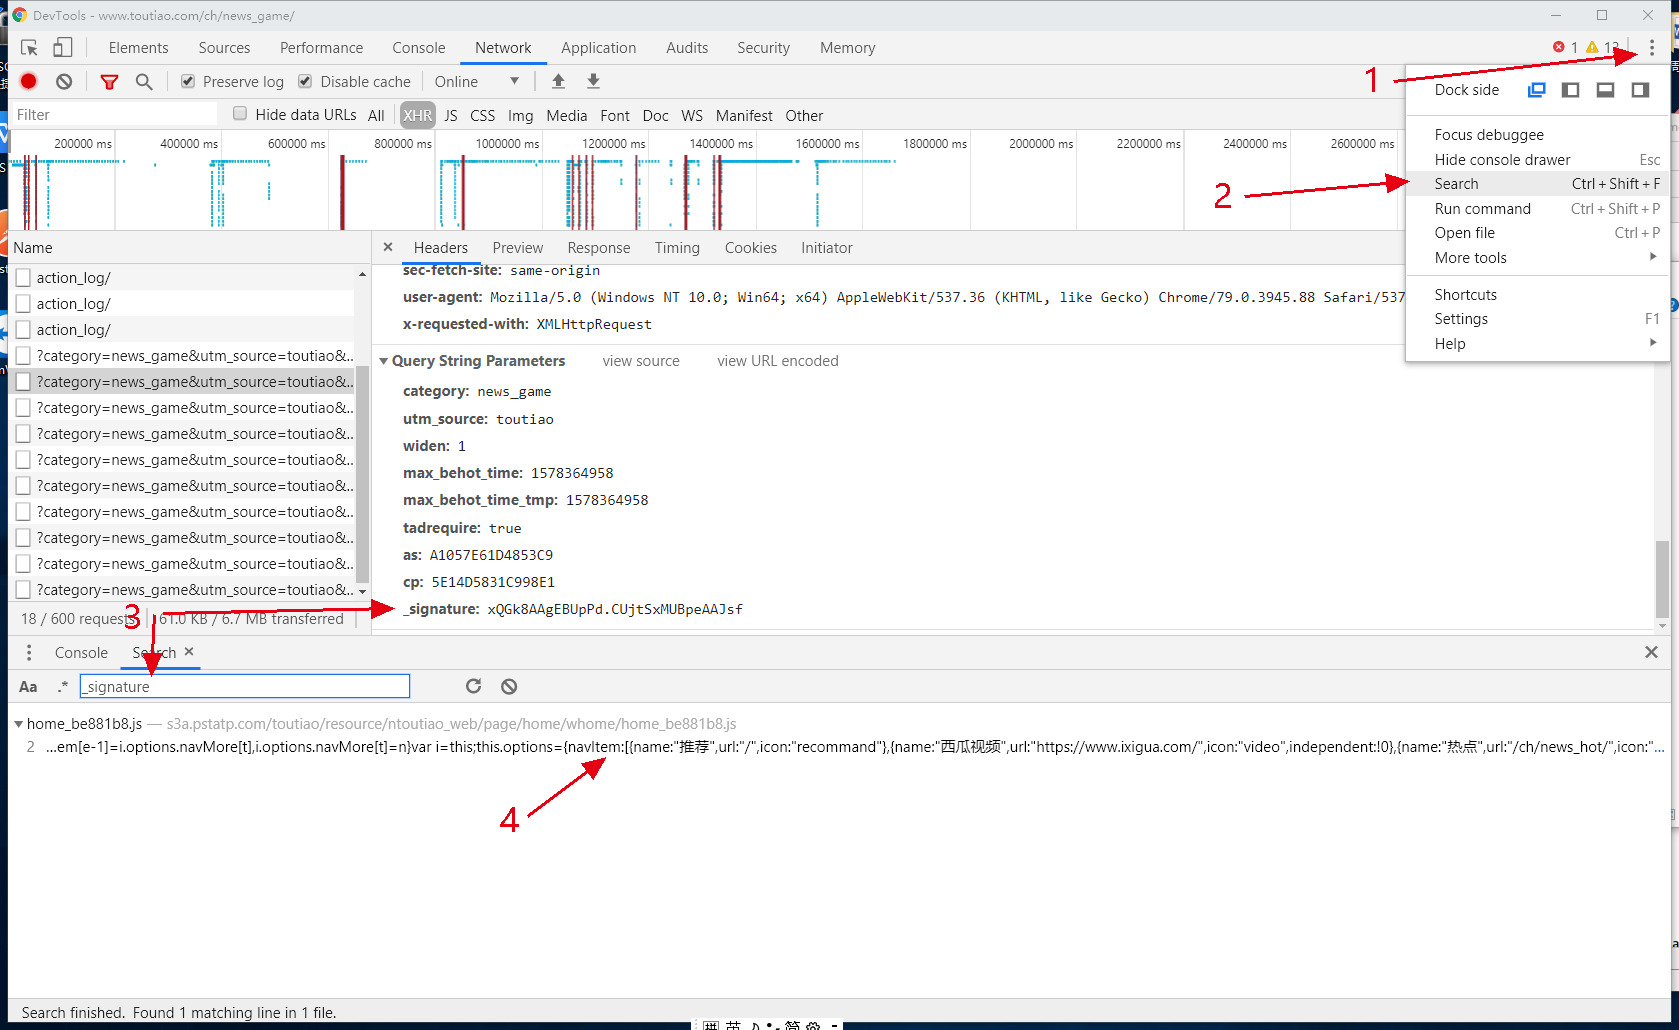 DevTools - www.toutiao.com/ch/news_game/
Elements Sources Performance Console Network Application Audits Security Memory
1
Preserve log Disable cache Online
1
Filter Hide data URLs All XHR JS CSS Img Media Font Doc WS Manifest Other
Dock side
200000 ms 400000 ms 600000 ms 800000 ms 1000000 ms 1200000 ms 1400000 ms 1600000 ms 1800000 ms 2000000 ms 2200000 ms 2400000 ms 2600000 ms
Focus debuggee
Hide console drawer Esc
2
Search Ctrl + Shift + F
Run command Ctrl + Shift + P
Open file Ctrl + P
More tools
Shortcuts
Settings F1
Help
Name
action_log/
action_log/
action_log/
?category=news_game&utm_source=toutiao&..
?category=news_game&utm_source=toutiao&..
?category=news_game&utm_source=toutiao&..
?category=news_game&utm_source=toutiao&..
?category=news_game&utm_source=toutiao&..
?category=news_game&utm_source=toutiao&..
?category=news_game&utm_source=toutiao&..
?category=news_game&utm_source=toutiao&..
?category=news_game&utm_source=toutiao&..
?category=news_game&utm_source=toutiao&..
18 / 600 requests 61.0 KB / 6.7 MB transferred
Headers Preview Response Timing Cookies Initiator
sec-fetch-site: same-origin
user-agent: Mozilla/5.0 (Windows NT 10.0; Win64; x64) AppleWebKit/537.36 (KHTML, like Gecko) Chrome/79.0.3945.88 Safari/537
x-requested-with: XMLHttpRequest
Query String Parameters view source view URL encoded
category: news_game
utm_source: toutiao
widen: 1
max_behot_time: 1578364958
max_behot_time_tmp: 1578364958
tadrequire: true
as: A1057E61D4853C9
cp: 5E14D5831C998E1
_signature: xQGk8AAgEBUpPd.CUjtSxMUBpeAAJsf
3
Console Search
Aa .* _signature
home_be881b8.js — s3a.pstatp.com/toutiao/resource/ntoutiao_web/page/home/whome/home_be881b8.js
2 …em[e-1]=i.options.navMore[t],i.options.navMore[t]=n}var i=this;this.options={navItem:[{name:"推荐",url:"/",icon:"recommand"},{name:"西瓜视频",url:"https://www.ixigua.com/",icon:"video",independent:!0},{name:"热点",url:"/ch/news_hot/",icon:"…
4
Search finished. Found 1 matching line in 1 file.